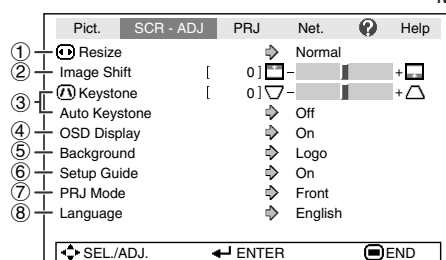 Pict. SCR - ADJ PRJ Net. ? Help
① Resize Normal
② Image Shift [ 0 ] − +
③ Keystone [ 0 ] − +
Auto Keystone Off
④ OSD Display On
⑤ Background Logo
⑥ Setup Guide On
⑦ PRJ Mode Front
⑧ Language English
SEL./ADJ. ENTER END